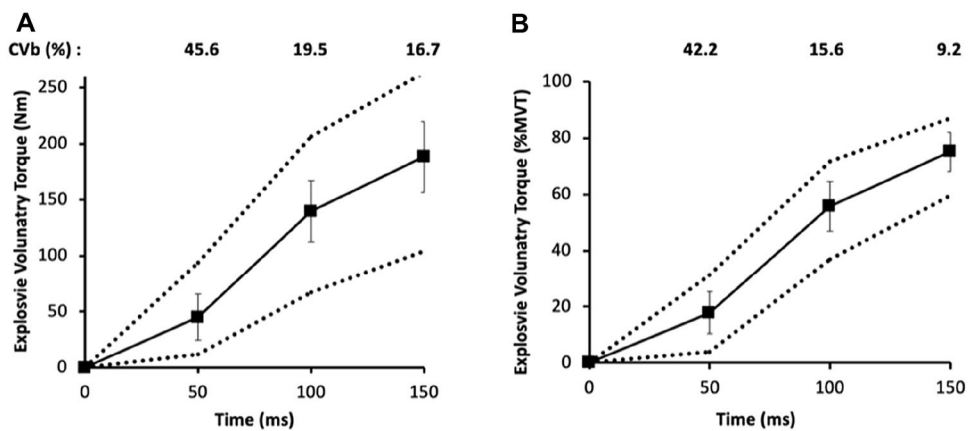 A
CVb (%) : 45.6 19.5 16.7
Explosvie Volunatry Torque (Nm)
250
200
150
100
50
0
0 50 100 150
Time (ms)
B
42.2 15.6 9.2
Explosvie Volunatry Torque (%MVT)
100
80
60
40
20
0
0 50 100 150
Time (ms)